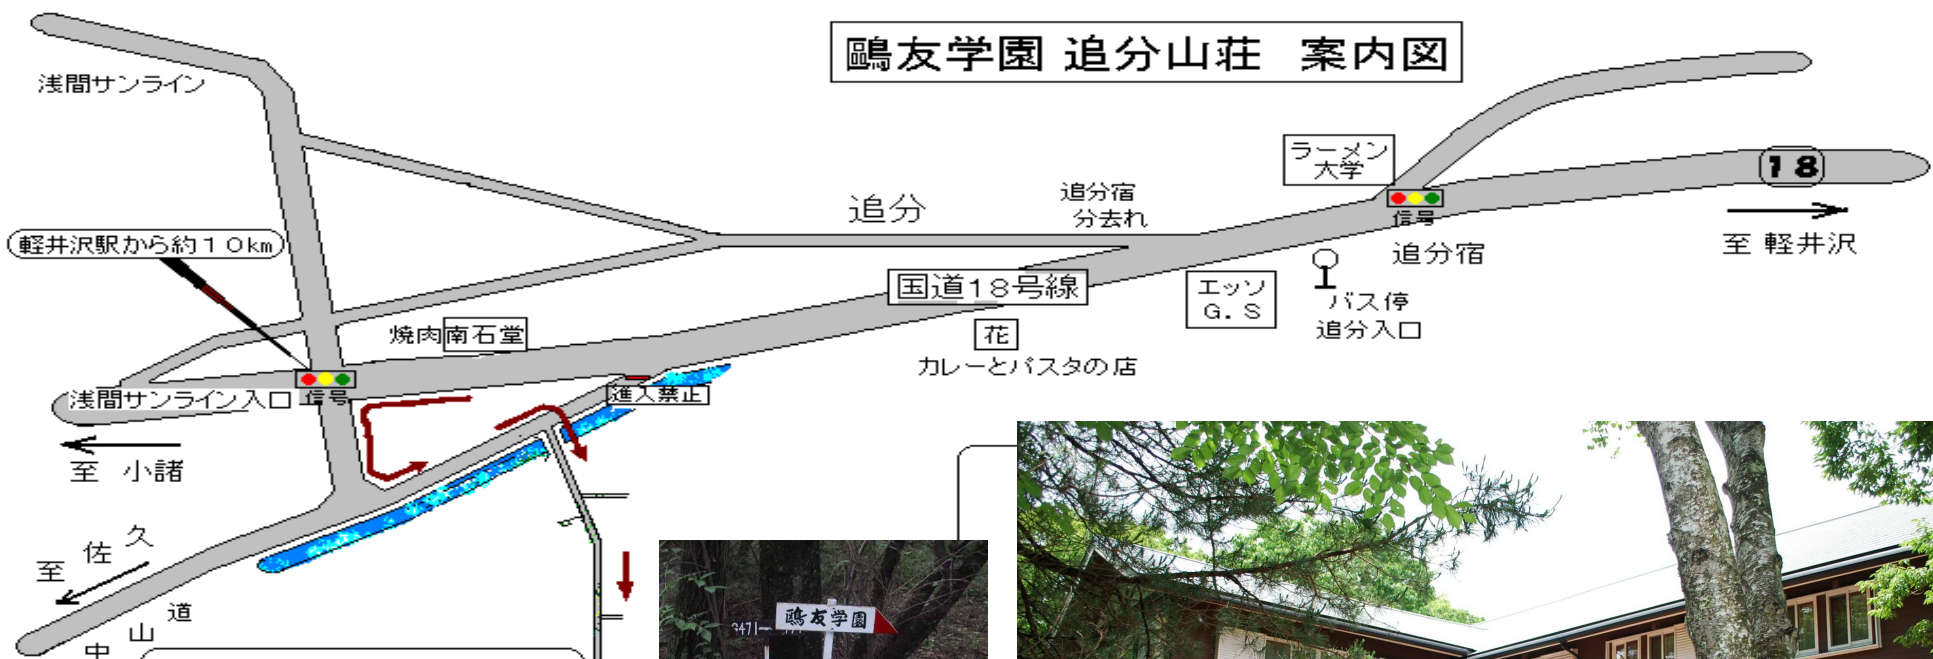 鷗友学園 追分山荘 案内図
浅間サンライン
ラーメン
大学
18
信号
追分宿
至 軽井沢
追分
追分宿
分去れ
軽井沢駅から約10km
国道18号線
エッソ
G.S
バス停
追分入口
焼肉南石堂
花
カレーとパスタの店
浅間サンライン入口
信号
進入禁止
至 小諸
至佐久
中山道
鷗友学園